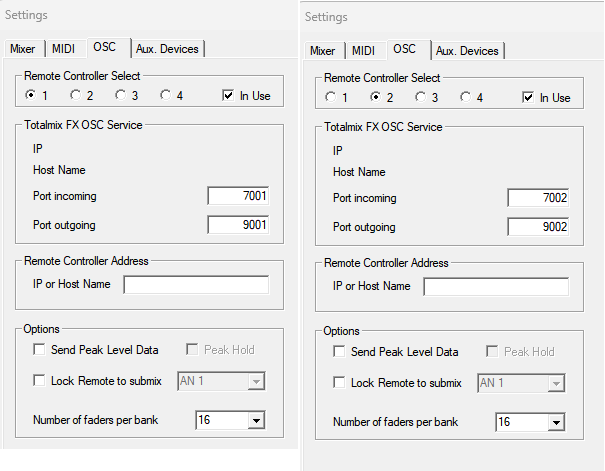 Settings
Mixer MIDI OSC Aux. Devices
Remote Controller Select
1 2 3 4 In Use
Totalmix FX OSC Service
IP
Host Name
Port incoming 7001
Port outgoing 9001
Remote Controller Address
IP or Host Name
Options
Send Peak Level Data Peak Hold
Lock Remote to submix AN 1
Number of faders per bank 16
Settings
Mixer MIDI OSC Aux. Devices
Remote Controller Select
1 2 3 4 In Use
Totalmix FX OSC Service
IP
Host Name
Port incoming 7002
Port outgoing 9002
Remote Controller Address
IP or Host Name
Options
Send Peak Level Data Peak Hold
Lock Remote to submix AN 1
Number of faders per bank 16